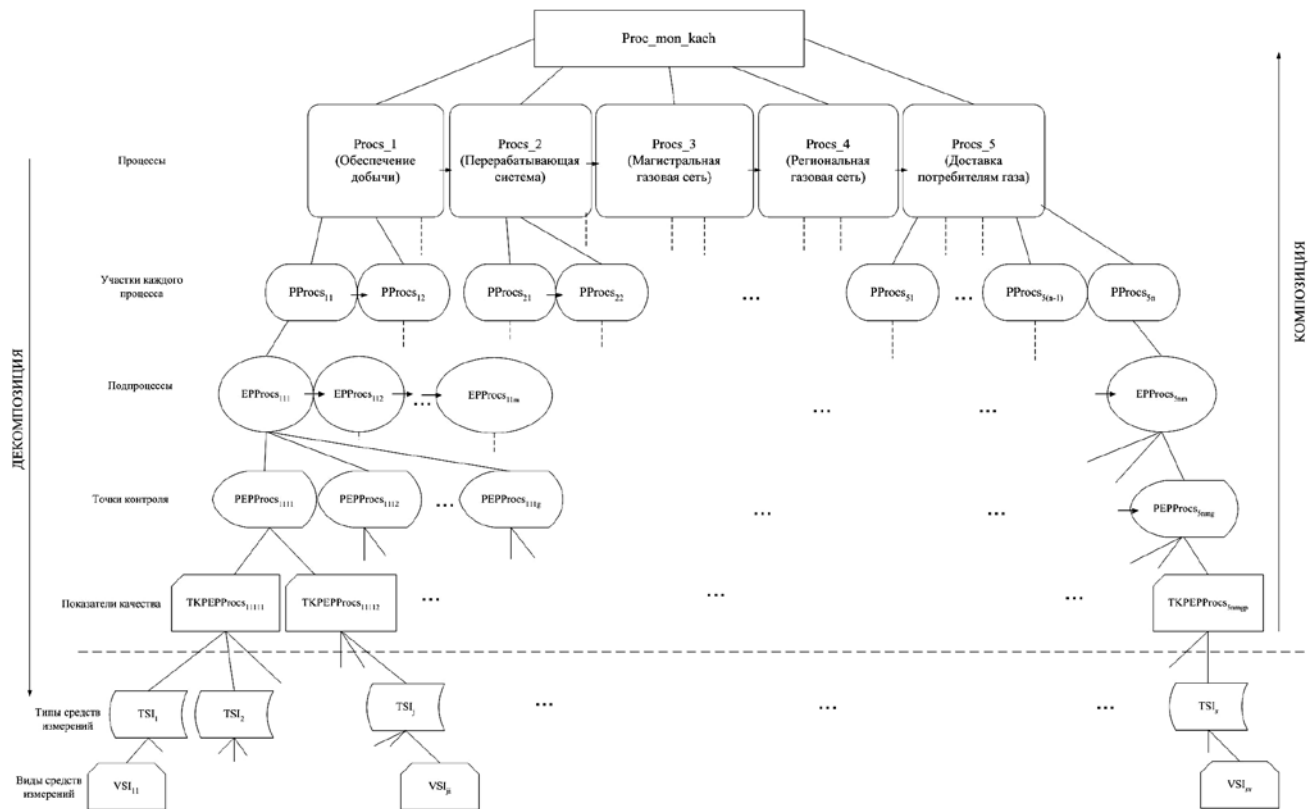 Proc_mon_kach
Процессы
Procs_1
(Обеспечение
добычи)
Procs_2
(Перерабатывающая
система)
Procs_3
(Магистральная
газовая сеть)
Procs_4
(Региональная
газовая сеть)
Procs_5
(Доставка
потребителям газа)
Участки каждого
процесса
PProcs₁₁
PProcs₁₂
PProcs₂₁
PProcs₂₂
...
PProcs₅₁
...
PProcs₅₍ₙ₋₁₎
PProcs₅ₙ
Подпроцессы
EPProcs₁₁₁
EPProcs₁₁₂
...
EPProcs₁₁ₘ
...
...
EPProcs₅ₙₘ
Точки контроля
PEPProcs₁₁₁₁
PEPProcs₁₁₁₂
...
PEPProcs₁₁₁g
...
...
PEPProcs₅ₙₘg
Показатели качества
TKPEPProcs₁₁₁₁₁
TKPEPProcs₁₁₁₁₂
...
...
...
TKPEPProcs₅ₙₘgₚ
Типы средств
измерений
TSI₁
TSI₂
TSIⱼ
...
...
...
TSI
Виды средств
измерений
VSI₁₁
VSIⱼᵢ
VSI
ДЕКОМПОЗИЦИЯ
КОМПОЗИЦИЯ